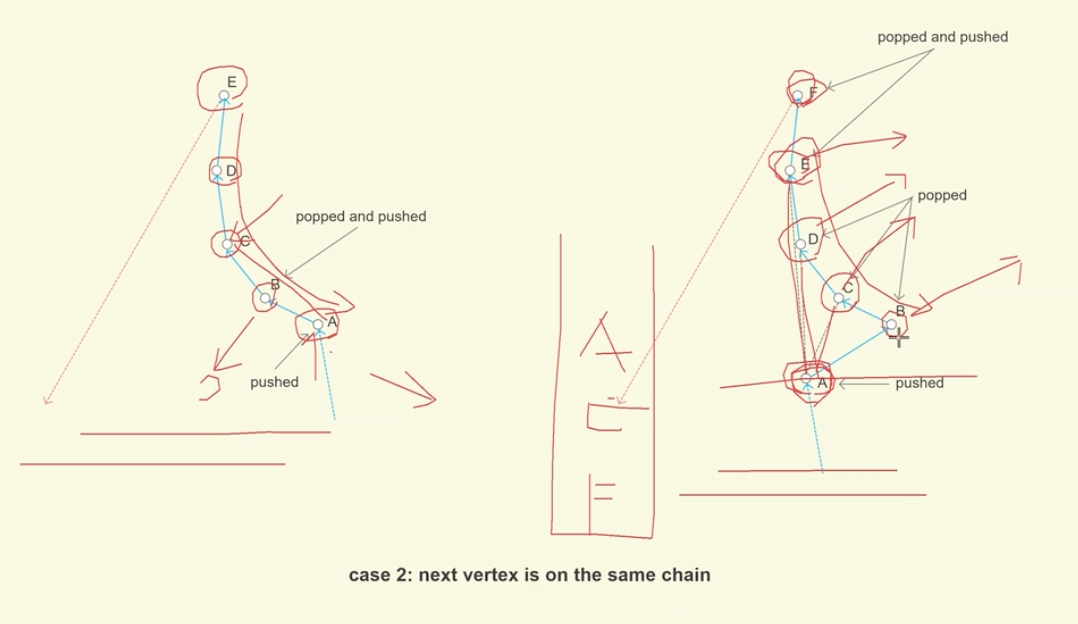 popped and pushed
E
F
D
E
popped
popped and pushed
D
C
C
B
B
A
A
pushed
A
pushed
E
F
case 2: next vertex is on the same chain